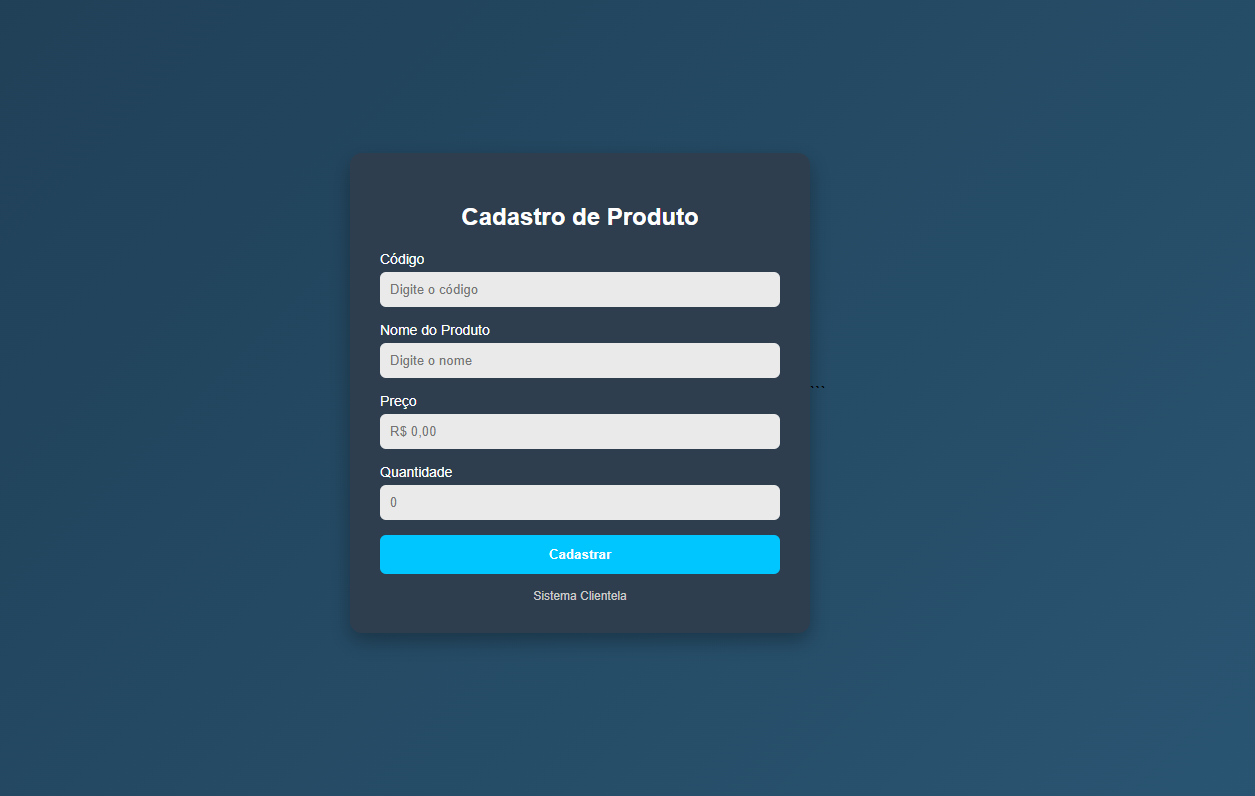 Cadastro de Produto
Código
Digite o código
Nome do Produto
Digite o nome
```
Preço
R$ 0,00
Quantidade
0
Cadastrar
Sistema Clientela